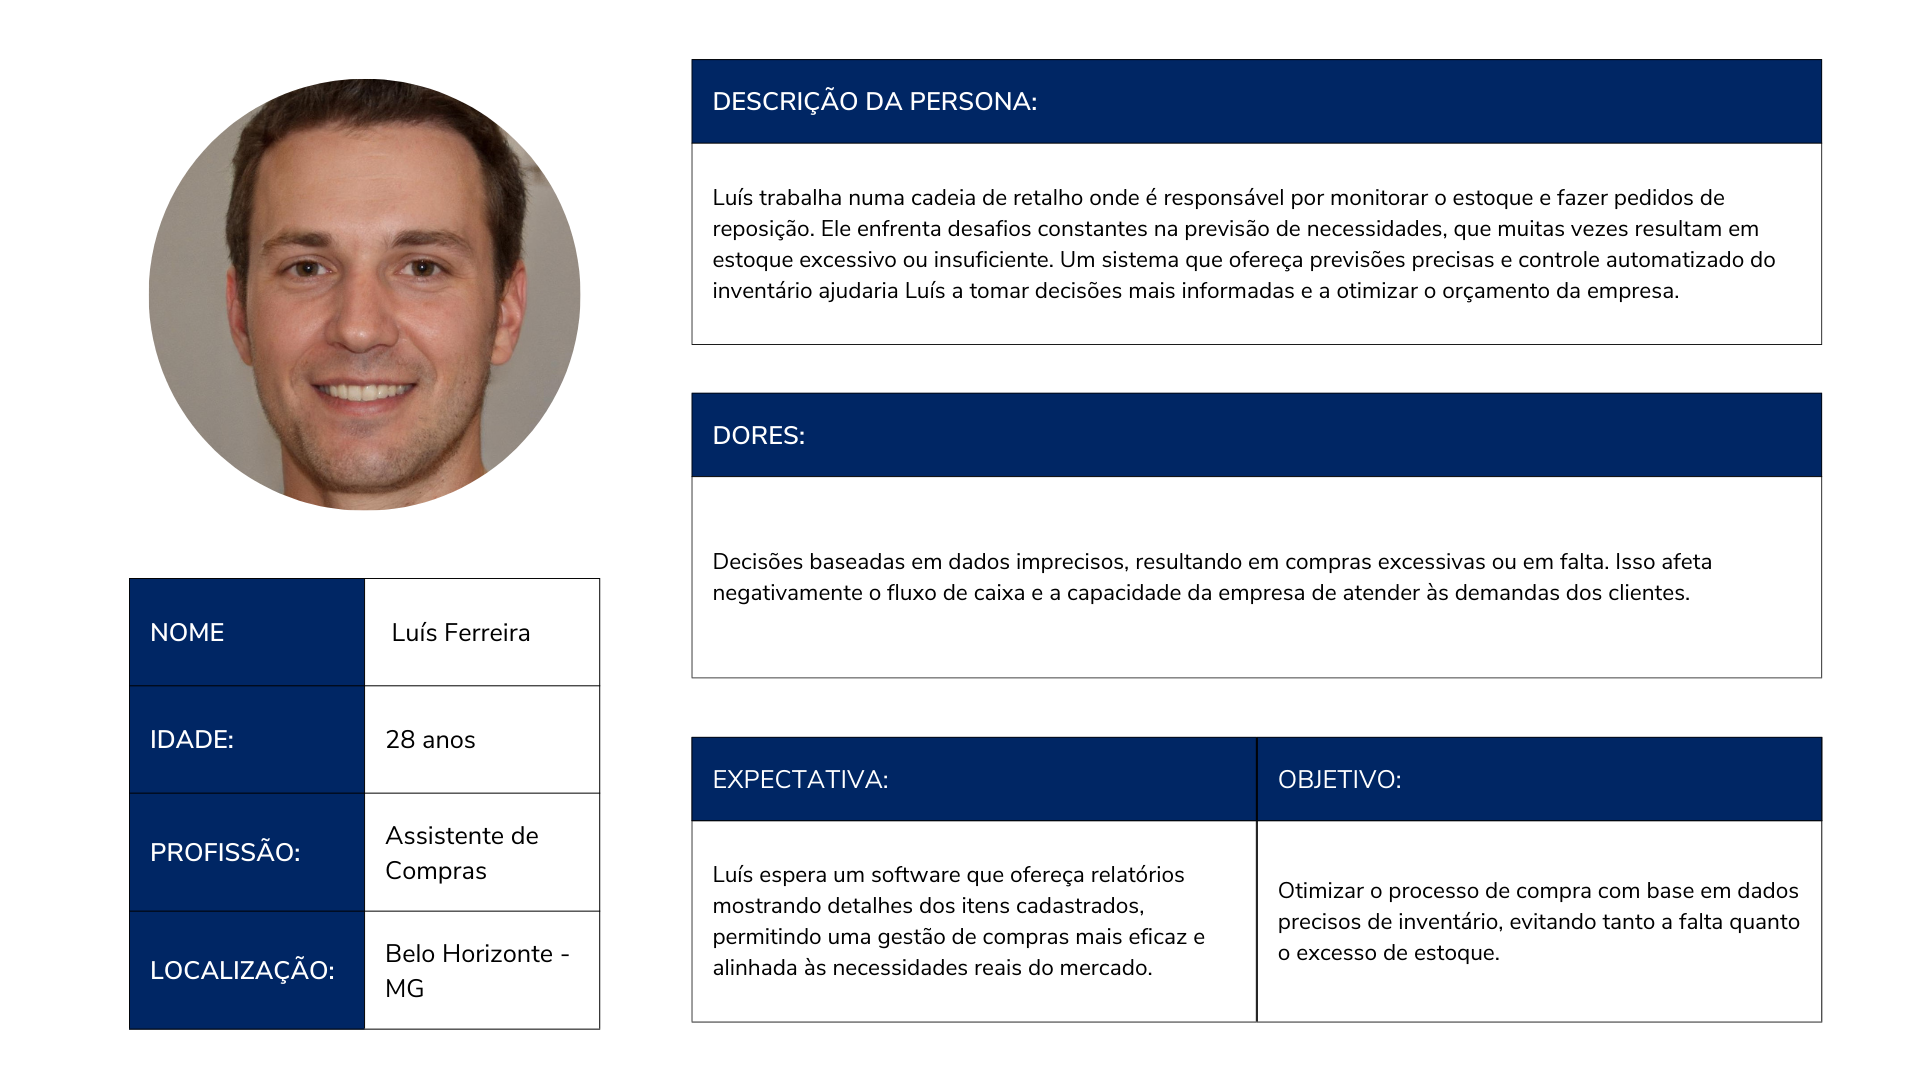 NOME
Luís Ferreira
IDADE:
28 anos
PROFISSÃO:
Assistente de
Compras
LOCALIZAÇÃO:
Belo Horizonte -
MG
DESCRIÇÃO DA PERSONA:
Luís trabalha numa cadeia de retalho onde é responsável por monitorar o estoque e fazer pedidos de
reposição. Ele enfrenta desafios constantes na previsão de necessidades, que muitas vezes resultam em
estoque excessivo ou insuficiente. Um sistema que ofereça previsões precisas e controle automatizado do
inventário ajudaria Luís a tomar decisões mais informadas e a otimizar o orçamento da empresa.
DORES:
Decisões baseadas em dados imprecisos, resultando em compras excessivas ou em falta. Isso afeta
negativamente o fluxo de caixa e a capacidade da empresa de atender às demandas dos clientes.
EXPECTATIVA:
Luís espera um software que ofereça relatórios
mostrando detalhes dos itens cadastrados,
permitindo uma gestão de compras mais eficaz e
alinhada às necessidades reais do mercado.
OBJETIVO:
Otimizar o processo de compra com base em dados
precisos de inventário, evitando tanto a falta quanto
o excesso de estoque.